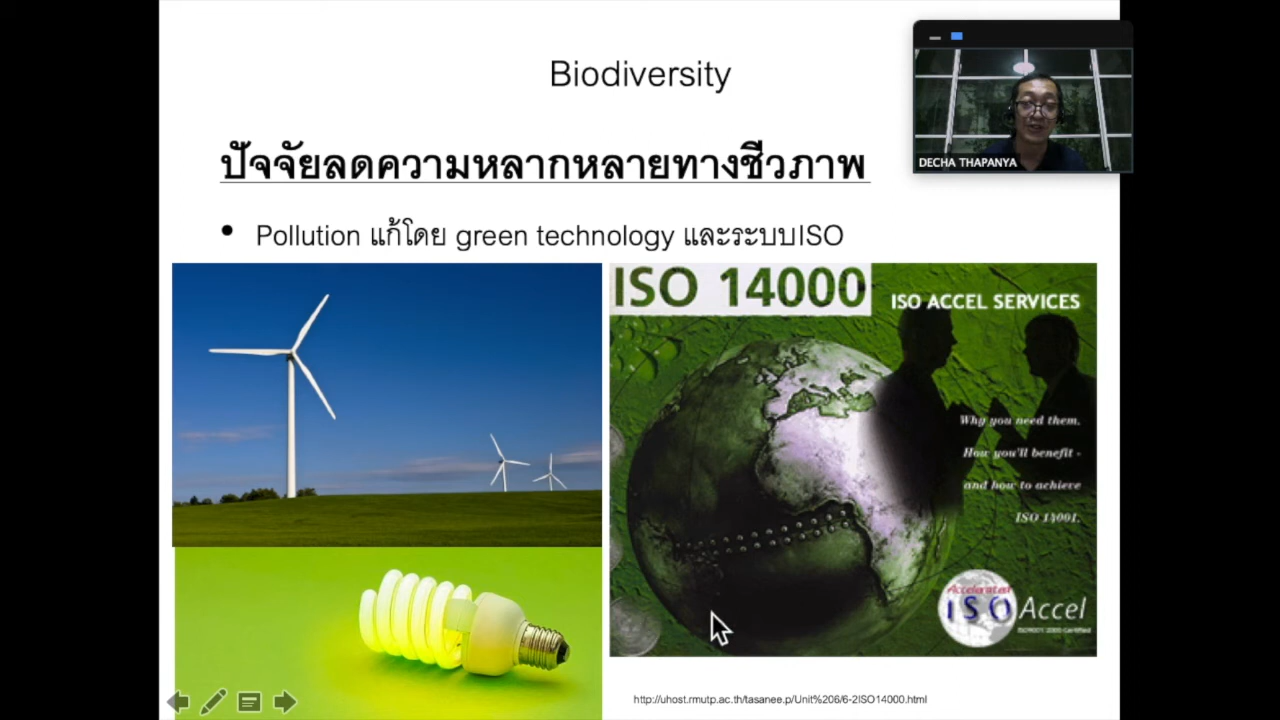 Biodiversity
DECHA THAPANYA
ปัจจัยลดความหลากหลายทางชีวภาพ
• Pollution แก้โดย green technology และระบบISO
ISO 14000
ISO ACCEL SERVICES
Why you need them,
How you'll benefit -
and how to achieve
ISO 14001.
Accelerated
ISO Accel
ISO9001:2000 Certified
http://uhost.rmutp.ac.th/tasanee.p/Unit%206/6-2ISO14000.html